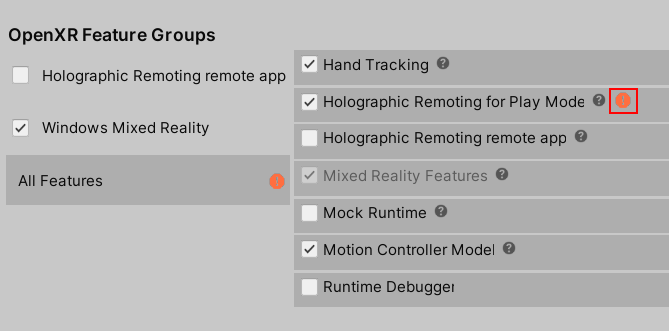 OpenXR Feature Groups
Holographic Remoting remote app
Windows Mixed Reality
All Features
Hand Tracking
Holographic Remoting for Play Mode
Holographic Remoting remote app
Mixed Reality Features
Mock Runtime
Motion Controller Model
Runtime Debugger